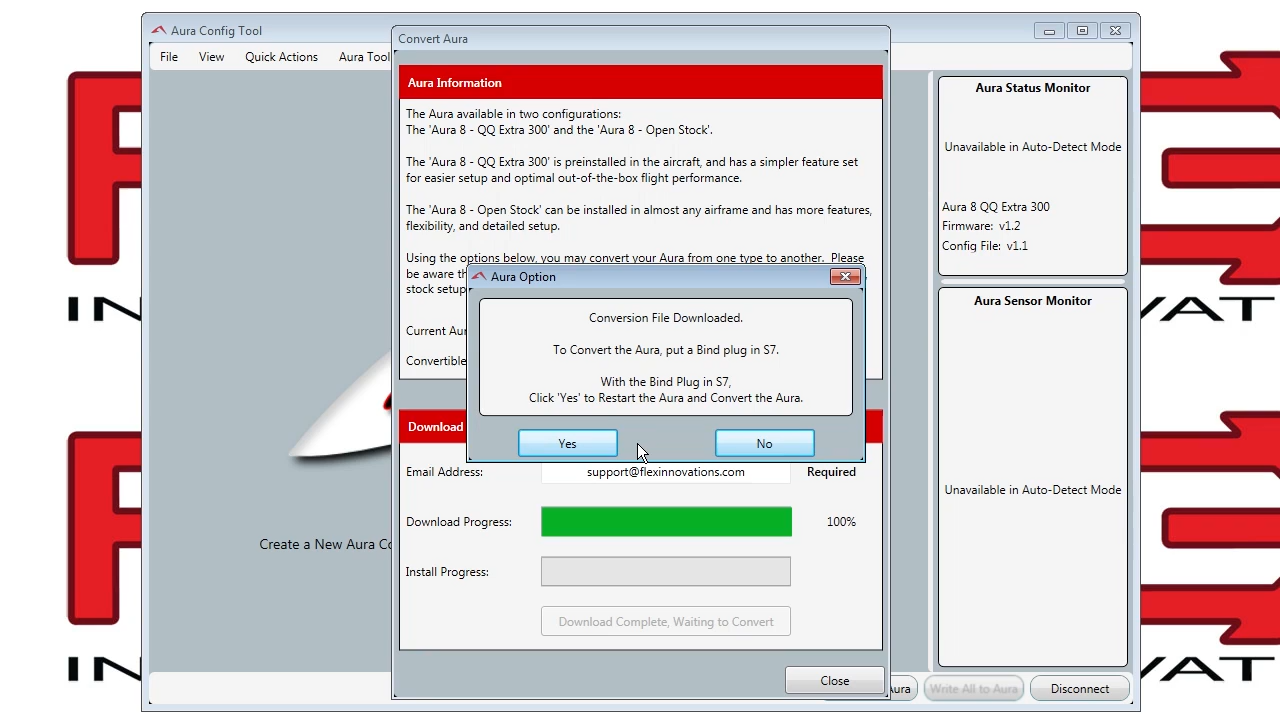 Aura Config Tool
File View Quick Actions Aura Tool
Convert Aura
Aura Information
The Aura available in two configurations:
The 'Aura 8 - QQ Extra 300' and the 'Aura 8 - Open Stock'.
The 'Aura 8 - QQ Extra 300' is preinstalled in the aircraft, and has a simpler feature set
for easier setup and optimal out-of-the-box flight performance.
The 'Aura 8 - Open Stock' can be installed in almost any airframe and has more features,
flexibility, and detailed setup.
Using the options below, you may convert your Aura from one type to another. Please
be aware th
stock setup
Current Aur
Convertible
Aura Option
Conversion File Downloaded.
To Convert the Aura, put a Bind plug in S7.
With the Bind Plug in S7,
Click 'Yes' to Restart the Aura and Convert the Aura.
Yes No
Download
Email Address: support@flexinnovations.com Required
Download Progress: 100%
Install Progress:
Download Complete, Waiting to Convert
Close
Create a New Aura Co
Aura Status Monitor
Unavailable in Auto-Detect Mode
Aura 8 QQ Extra 300
Firmware: v1.2
Config File: v1.1
Aura Sensor Monitor
Unavailable in Auto-Detect Mode
Aura Write All to Aura Disconnect
IN
VAT
IN
VAT